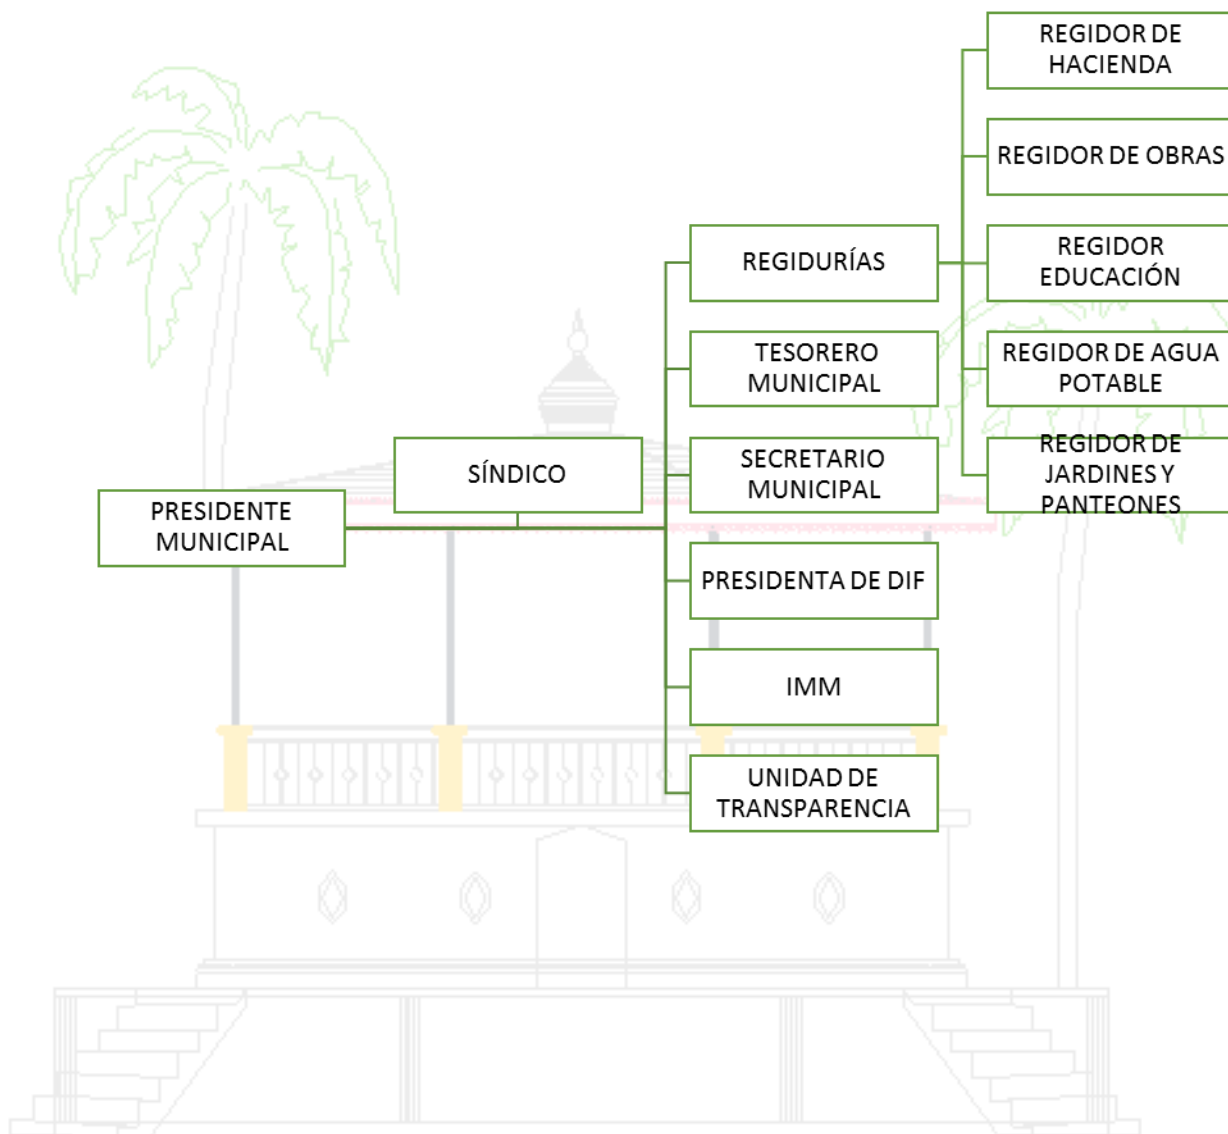 PRESIDENTE
MUNICIPAL
SÍNDICO
REGIDURÍAS
TESORERO
MUNICIPAL
SECRETARIO
MUNICIPAL
PRESIDENTA DE DIF
IMM
UNIDAD DE
TRANSPARENCIA
REGIDOR DE
HACIENDA
REGIDOR DE OBRAS
REGIDOR
EDUCACIÓN
REGIDOR DE AGUA
POTABLE
REGIDOR DE
JARDINES Y
PANTEONES